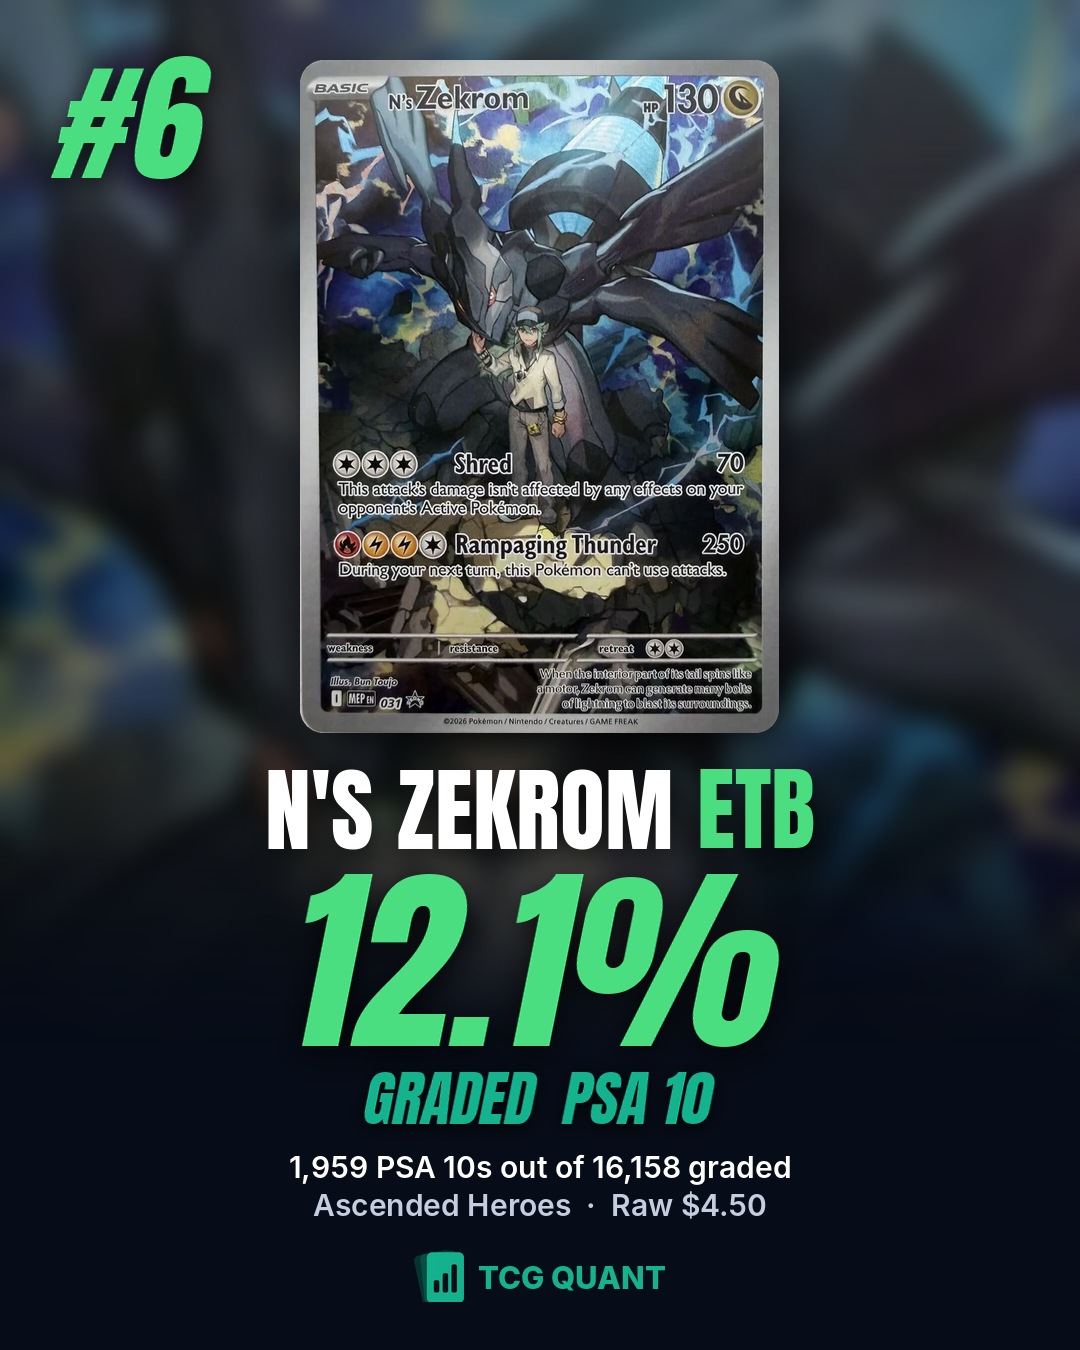 #6
BASIC
N's Zekrom HP 130
Shred 70
This attack's damage isn't affected by any effects on your
opponent's Active Pokémon.
Rampaging Thunder 250
During your next turn, this Pokémon can't use attacks.
weakness resistance retreat
When the interior part of its tail spins like
a motor, Zekrom can generate many bolts
of lightning to blast its surroundings.
Illus. Bun Toujo
I MEP EN 031
©2026 Pokémon / Nintendo / Creatures / GAME FREAK
N'S ZEKROM ETB
12.1%
GRADED PSA 10
1,959 PSA 10s out of 16,158 graded
Ascended Heroes · Raw $4.50
TCG QUANT